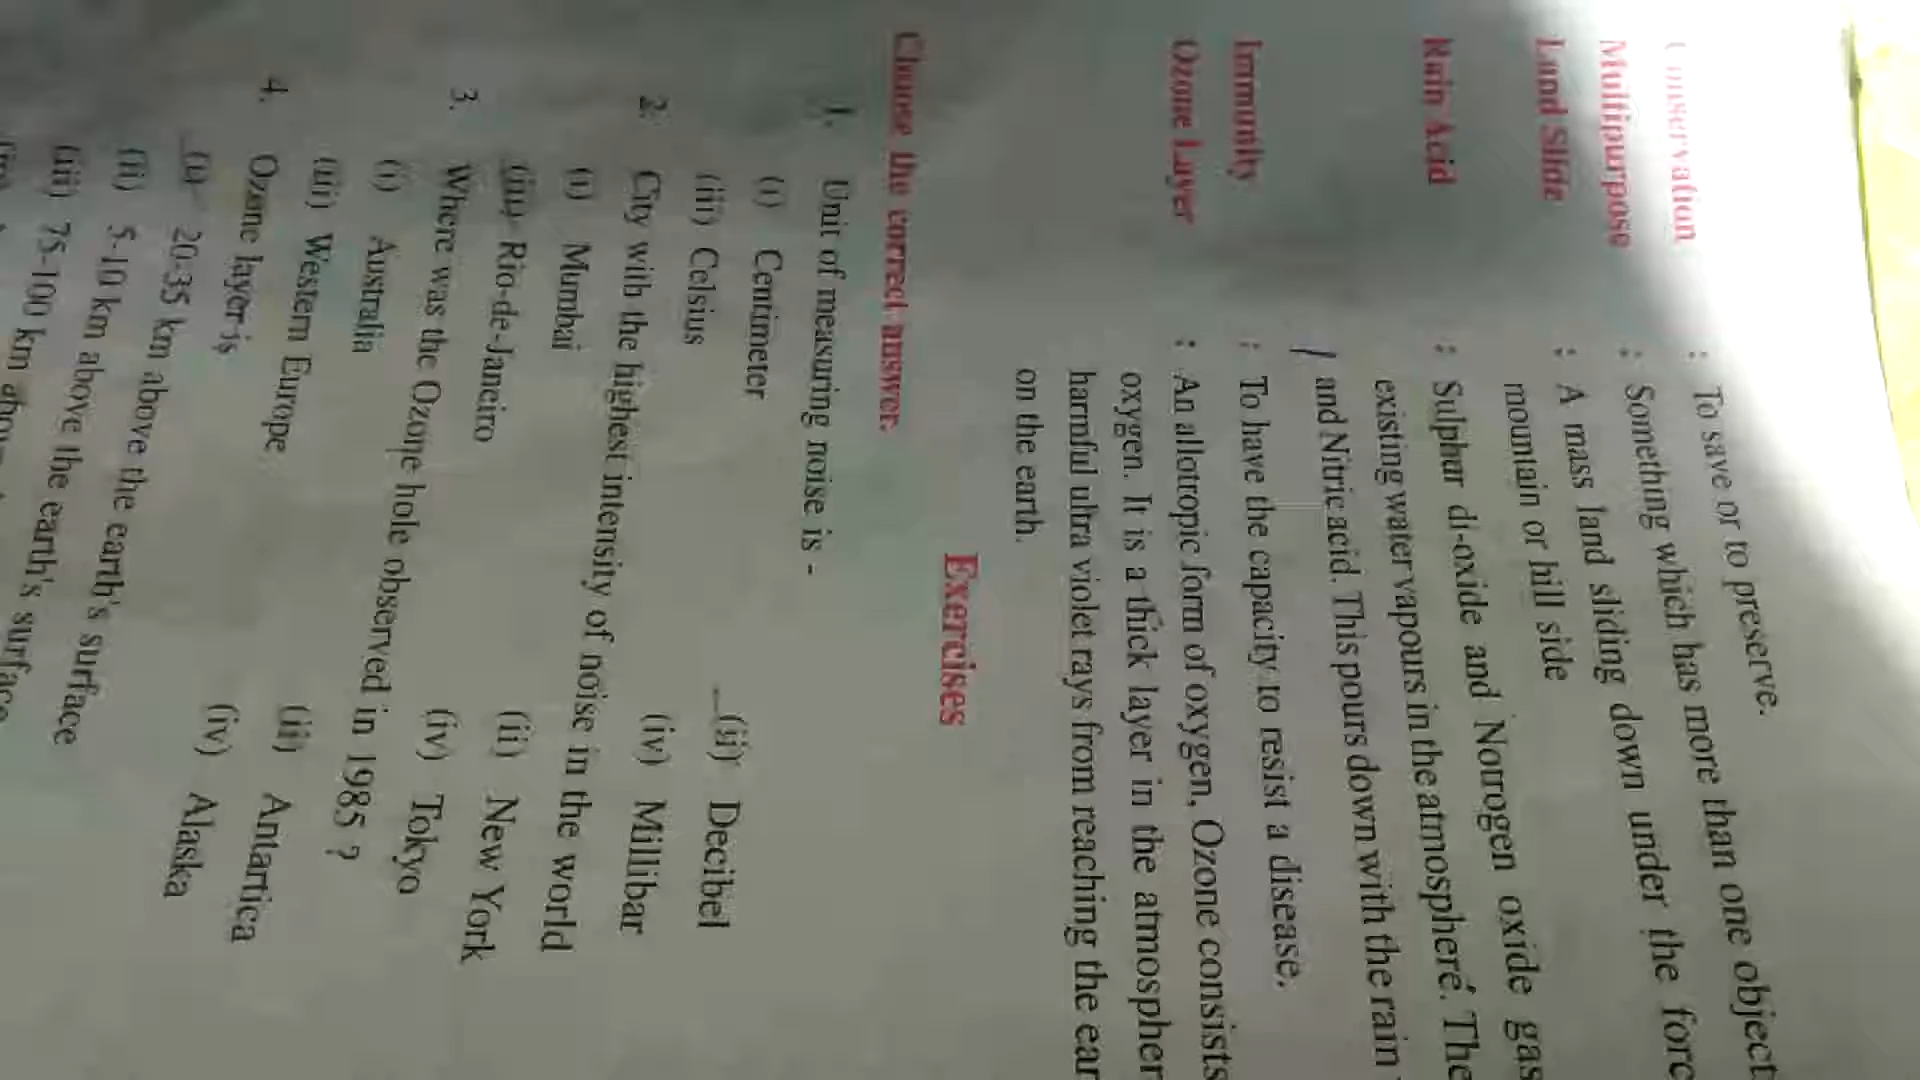 Conservation : To save or to preserve.
Multipurpose : Something which has more than one object
Land Slide : A mass land sliding down under the forc
mountain or hill side
Rain Acid : Sulphur di-oxide and Notrogen oxide gas
existing water vapours in the atmosphere. The
and Nitric acid. This pours down with the rain
Immunity : To have the capacity to resist a disease.
Ozone Layer : An allotropic form of oxygen, Ozone consists
oxygen. It is a thick layer in the atmospher
harmful ultra violet rays from reaching the ear
on the earth.
Exercises
Choose the correct answer.
1. Unit of measuring noise is -
(i) Centimeter (ii) Decibel
(iii) Celsius (iv) Millibar
2. City with the highest intensity of noise in the world
(i) Mumbai (ii) New York
(iii) Rio-de-Janeiro (iv) Tokyo
3. Where was the Ozone hole observed in 1985 ?
(i) Australia (ii) Antartica
(iii) Western Europe (iv) Alaska
4. Ozone layer is
(i) 20-35 km above the earth's surface
(ii) 5-10 km above the earth's surface
(iii) 75-100 km above the earth's surface